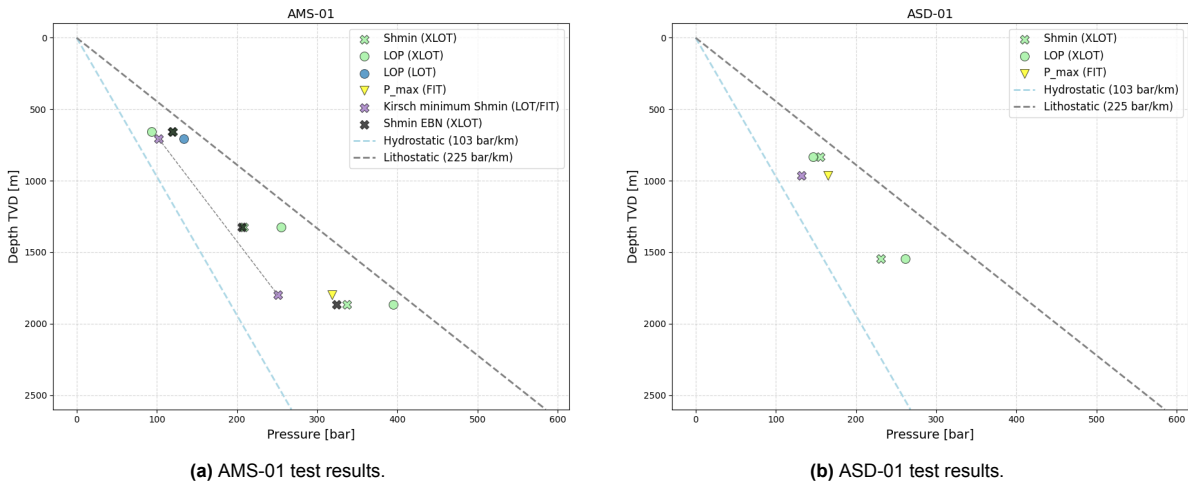 AMS-01
Shmin (XLOT)
LOP (XLOT)
LOP (LOT)
P_max (FIT)
Kirsch minimum Shmin (LOT/FIT)
Shmin EBN (XLOT)
Hydrostatic (103 bar/km)
Lithostatic (225 bar/km)
Depth TVD [m]
0
500
1000
1500
2000
2500
0 100 200 300 400 500 600
Pressure [bar]
(a) AMS-01 test results.
ASD-01
Shmin (XLOT)
LOP (XLOT)
P_max (FIT)
Hydrostatic (103 bar/km)
Lithostatic (225 bar/km)
Depth TVD [m]
0
500
1000
1500
2000
2500
0 100 200 300 400 500 600
Pressure [bar]
(b) ASD-01 test results.